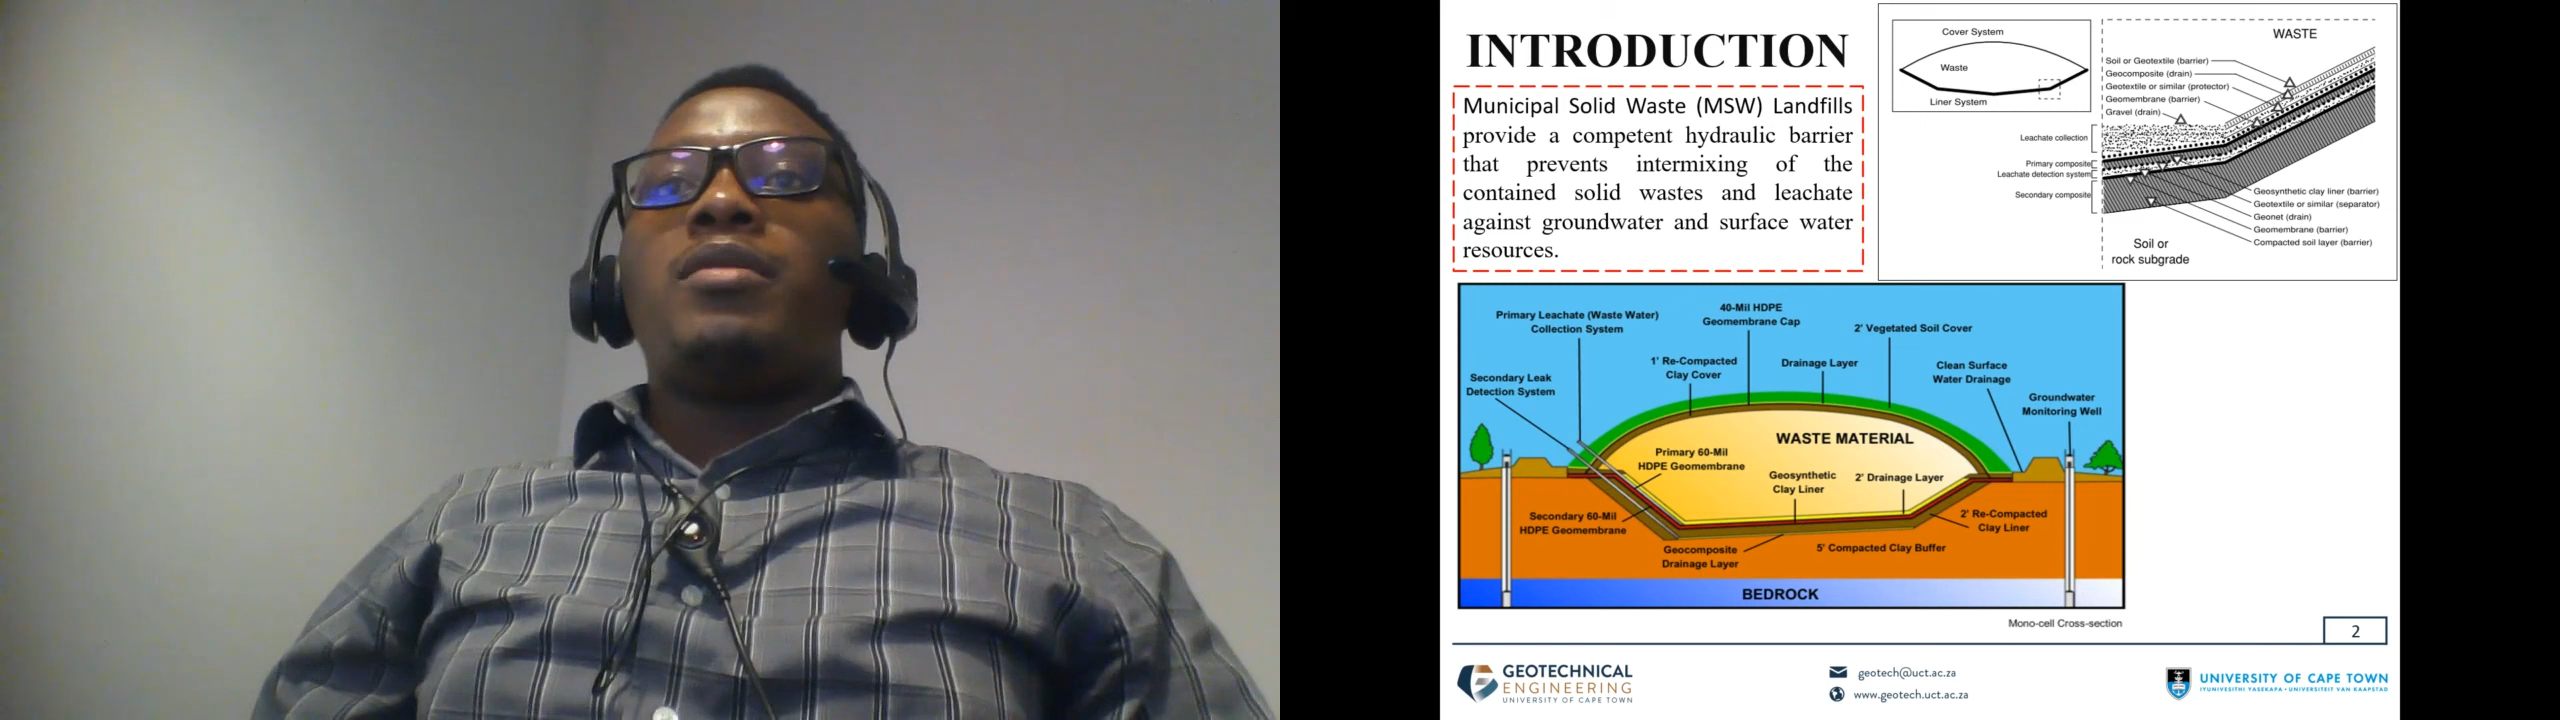 INTRODUCTION
Municipal Solid Waste (MSW) Landfills
provide a competent hydraulic barrier
that prevents intermixing of the
contained solid wastes and leachate
against groundwater and surface water
resources.
Cover System
Waste
Liner System
WASTE
Soil or Geotextile (barrier)
Geocomposite (drain)
Geotextile or similar (protector)
Geomembrane (barrier)
Gravel (drain)
Leachate collection
Primary composite
Leachate detection system
Secondary composite
Geosynthetic clay liner (barrier)
Geotextile or similar (separator)
Geonet (drain)
Geomembrane (barrier)
Compacted soil layer (barrier)
Soil or
rock subgrade
Primary Leachate (Waste Water)
Collection System
40-Mil HDPE
Geomembrane Cap
2' Vegetated Soil Cover
1' Re-Compacted
Clay Cover
Drainage Layer
Clean Surface
Water Drainage
Secondary Leak
Detection System
Groundwater
Monitoring Well
WASTE MATERIAL
Primary 60-Mil
HDPE Geomembrane
Geosynthetic
Clay Liner
2' Drainage Layer
Secondary 60-Mil
HDPE Geomembrane
2' Re-Compacted
Clay Liner
Geocomposite
Drainage Layer
5' Compacted Clay Buffer
BEDROCK
Mono-cell Cross-section
2
GEOTECHNICAL
ENGINEERING
UNIVERSITY OF CAPE TOWN
geotech@uct.ac.za
www.geotech.uct.ac.za
UNIVERSITY OF CAPE TOWN
IYUNIVESITHI YASEKAPA • UNIVERSITEIT VAN KAAPSTAD